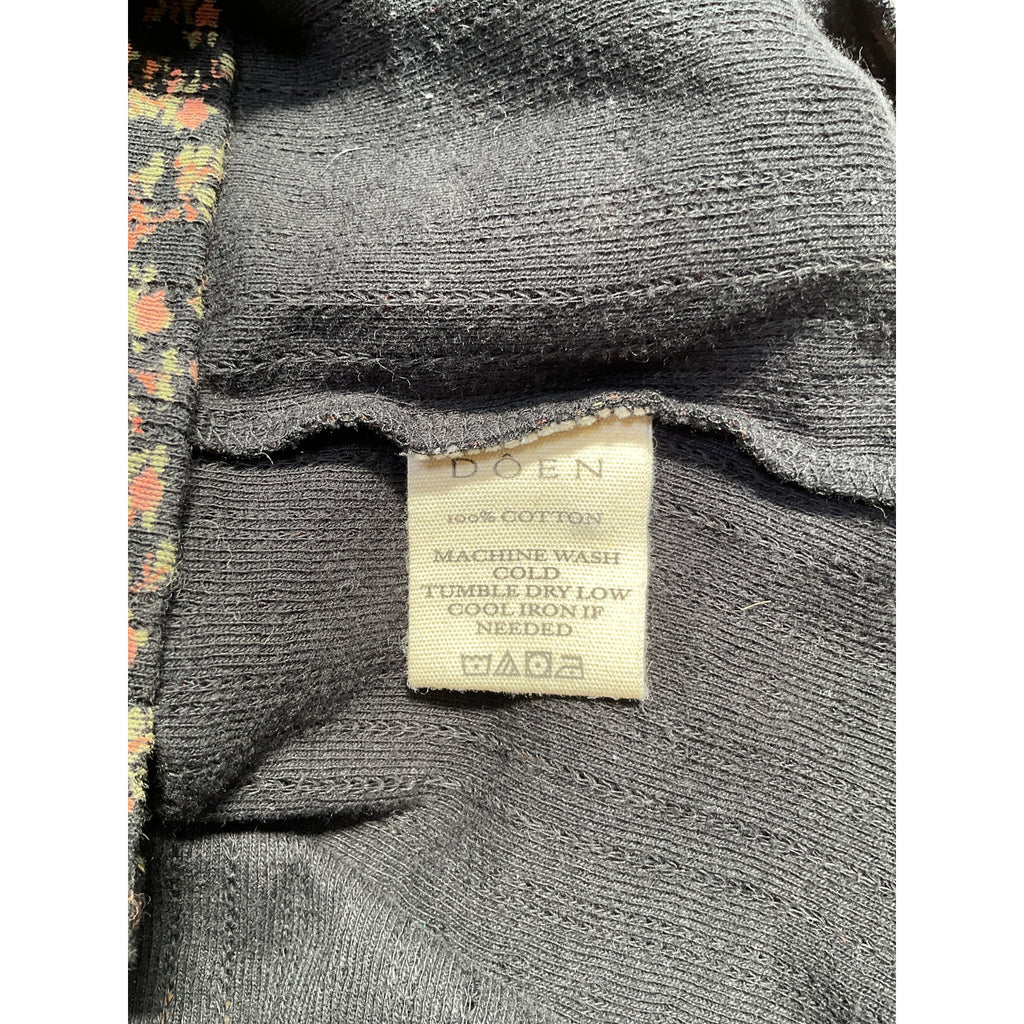 DÔEN
100% COTTON
MACHINE WASH
COLD
TUMBLE DRY LOW
COOL IRON IF
NEEDED